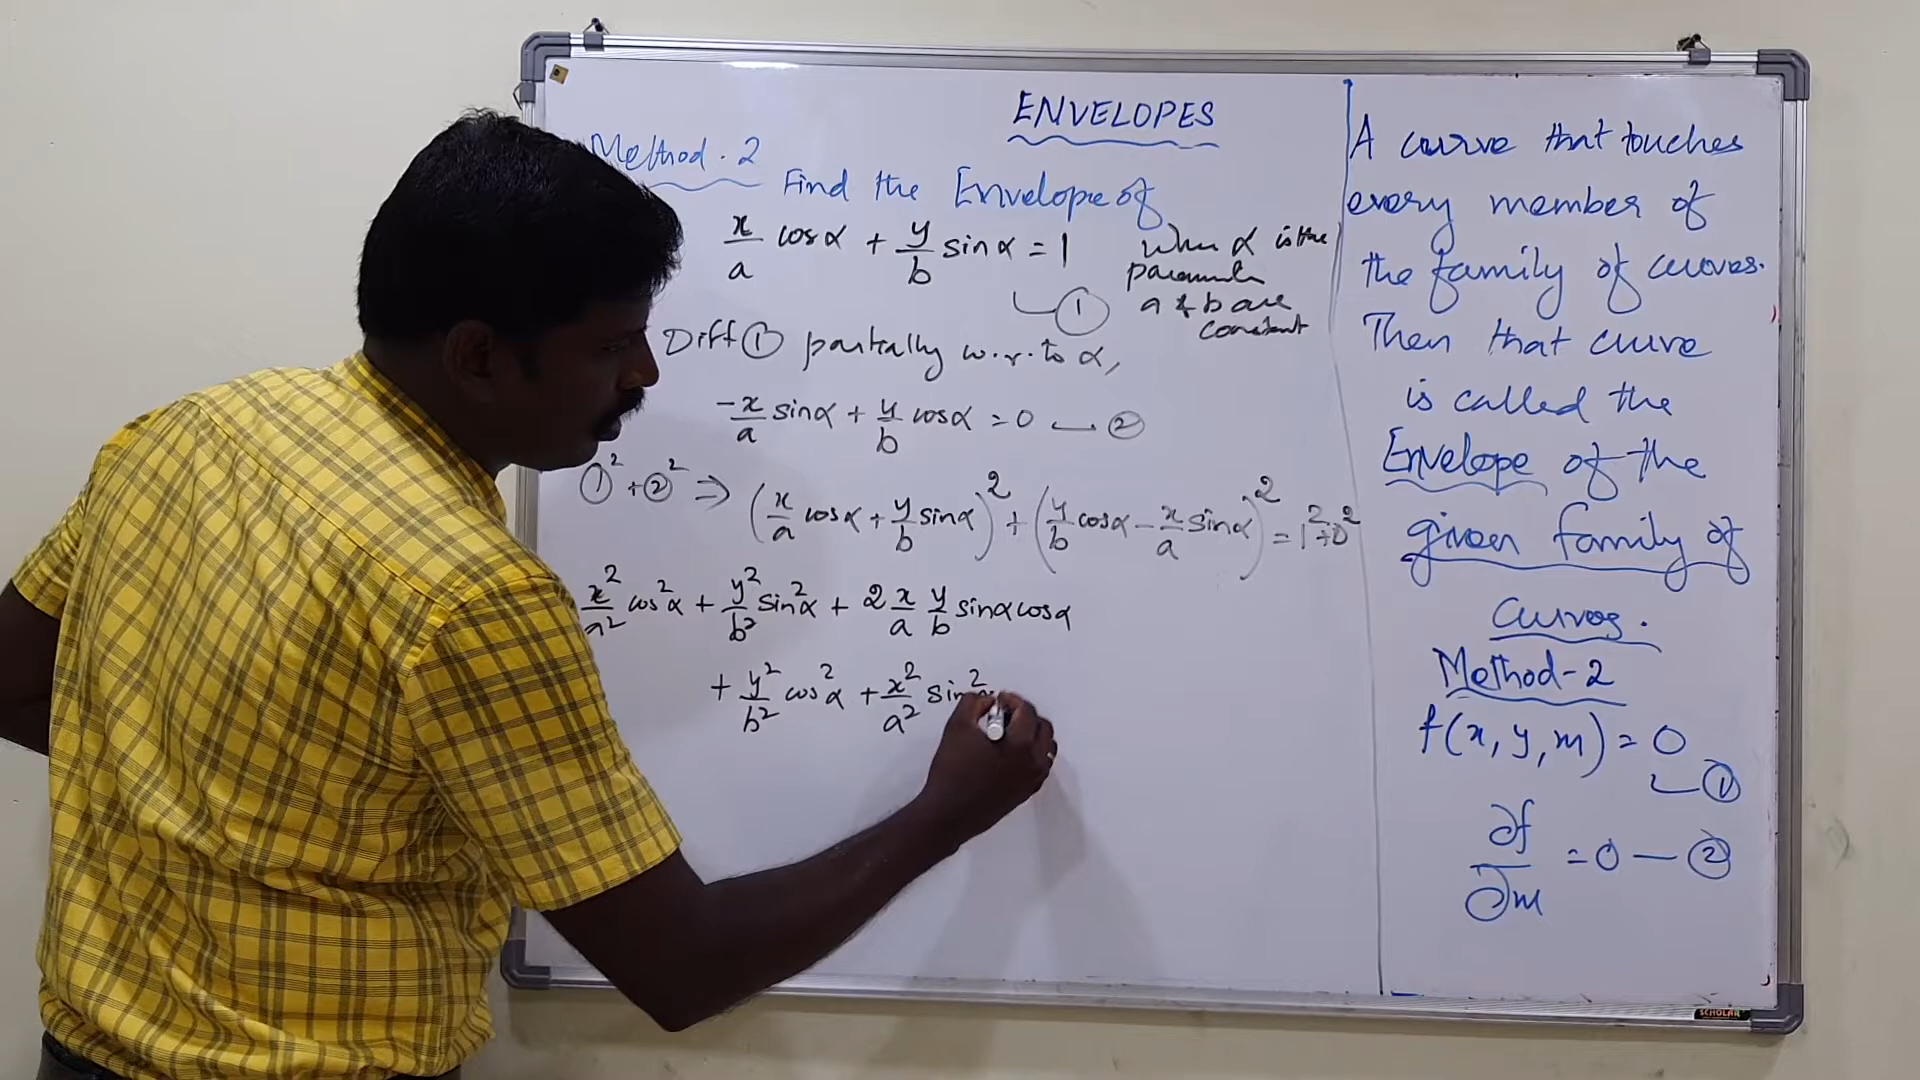 ENVELOPES
Method-2
Find the Envelope of
x/a cosα + y/b sinα = 1 when α is the
parameter
①
a & b are
constant
Diff ① partially w.r.to α,
-x/a sinα + y/b cosα = 0 — ②
①² + ②² ⇒ (x/a cosα + y/b sinα)² + (y/b cosα - x/a sinα)² = 1² + 0²
x²/a² cos²α + y²/b² sin²α + 2 x/a y/b sinα cosα
+ y²/b² cos²α + x²/a² sin²
A curve that touches
every member of
the family of curves.
Then that curve
is called the
Envelope of the
given family of
Curves.
Method-2
f(x, y, m) = 0
①
∂f/∂m = 0 — ②
SCHOLAR